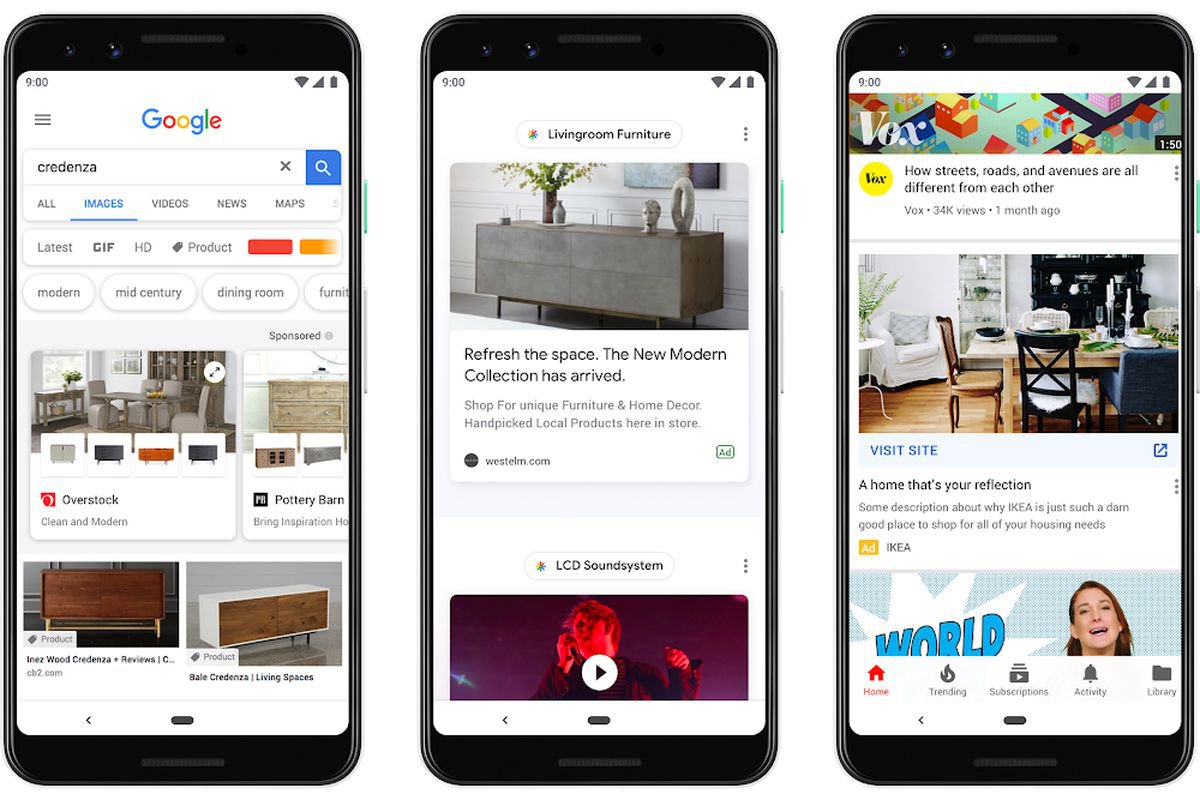 9:00
Google
credenza
ALL IMAGES VIDEOS NEWS MAPS S
Latest GIF HD Product
modern mid century dining room furnit
Sponsored
Overstock
Clean and Modern
PB Pottery Barn
Bring Inspiration Ho
Product
Inez Wood Credenza + Reviews | C...
cb2.com
Product
Bale Credenza | Living Spaces
9:00
Livingroom Furniture
Refresh the space. The New Modern
Collection has arrived.
Shop For unique Furniture & Home Decor.
Handpicked Local Products here in store.
westelm.com
Ad
LCD Soundsystem
9:00
Vox
1:50
Vox
How streets, roads, and avenues are all
different from each other
Vox • 34K views • 1 month ago
VISIT SITE
A home that's your reflection
Some description about why IKEA is just such a darn
good place to shop for all of your housing needs
Ad IKEA
WORLD
Home Trending Subscriptions Activity Library